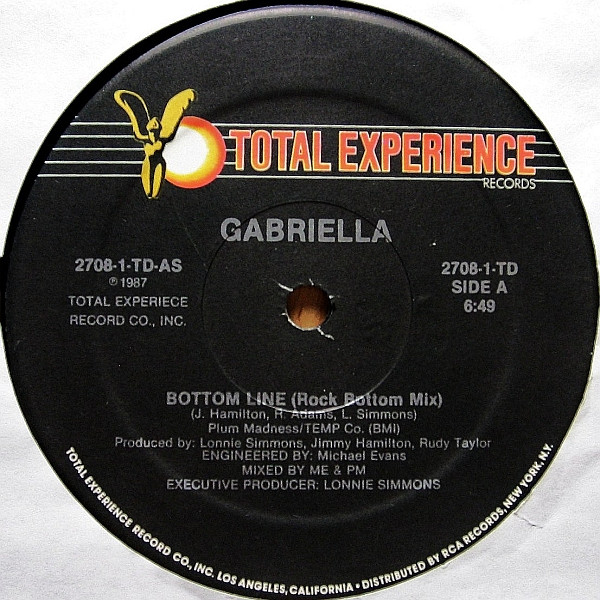 TOTAL EXPERIENCE
RECORDS
GABRIELLA
2708-1-TD-AS
℗ 1987
TOTAL EXPERIECE
RECORD CO., INC.
2708-1-TD
SIDE A
6:49
BOTTOM LINE (Rock Bottom Mix)
(J. Hamilton, R. Adams, L. Simmons)
Plum Madness/TEMP Co. (BMI)
Produced by: Lonnie Simmons, Jimmy Hamilton, Rudy Taylor
ENGINEERED BY: Michael Evans
MIXED BY ME & PM
EXECUTIVE PRODUCER: LONNIE SIMMONS
TOTAL EXPERIENCE RECORD CO., INC. LOS ANGELES, CALIFORNIA • DISTRIBUTED BY RCA RECORDS, NEW YORK, N.Y.